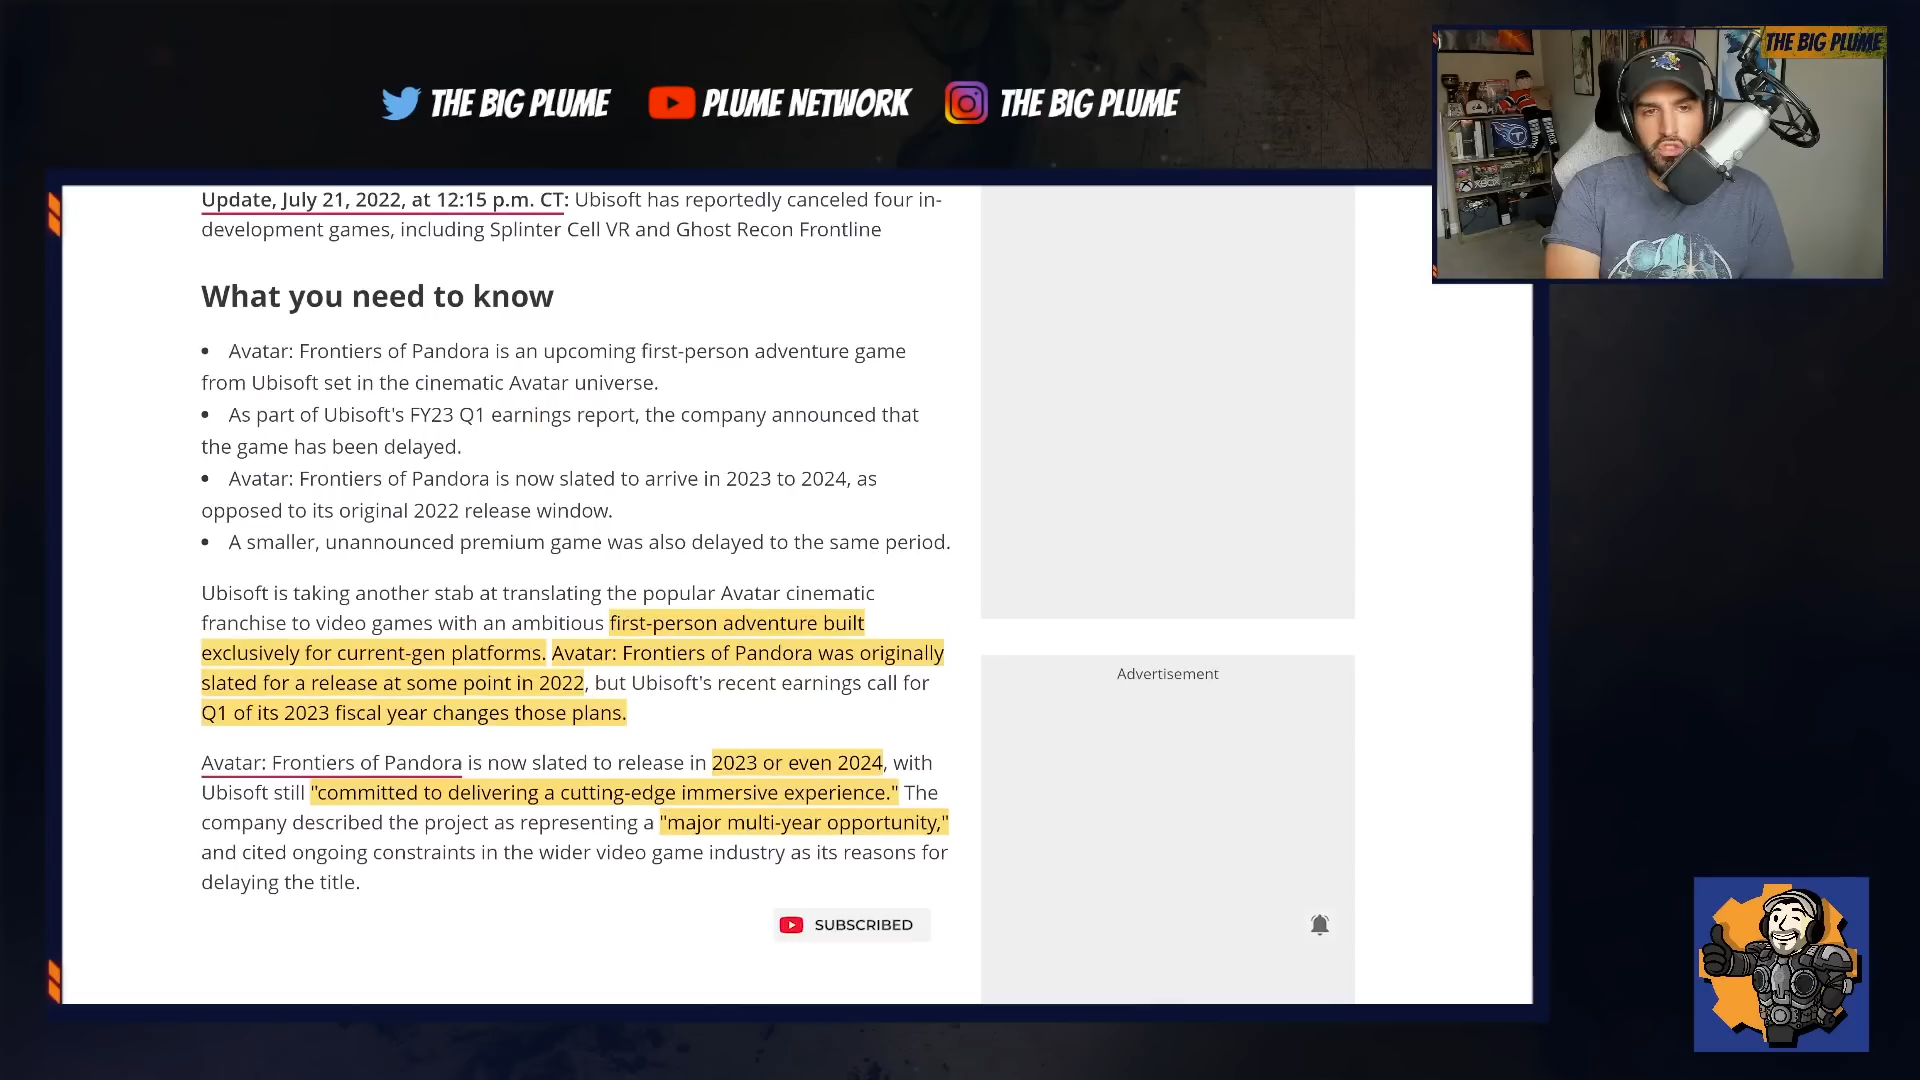 THE BIG PLUME
PLUME NETWORK
THE BIG PLUME
THE BIG PLUME
XBOX
Update, July 21, 2022, at 12:15 p.m. CT: Ubisoft has reportedly canceled four in-
development games, including Splinter Cell VR and Ghost Recon Frontline
What you need to know
• Avatar: Frontiers of Pandora is an upcoming first-person adventure game
from Ubisoft set in the cinematic Avatar universe.
• As part of Ubisoft's FY23 Q1 earnings report, the company announced that
the game has been delayed.
• Avatar: Frontiers of Pandora is now slated to arrive in 2023 to 2024, as
opposed to its original 2022 release window.
• A smaller, unannounced premium game was also delayed to the same period.
Ubisoft is taking another stab at translating the popular Avatar cinematic
franchise to video games with an ambitious first-person adventure built
exclusively for current-gen platforms. Avatar: Frontiers of Pandora was originally
slated for a release at some point in 2022, but Ubisoft's recent earnings call for
Q1 of its 2023 fiscal year changes those plans.
Avatar: Frontiers of Pandora is now slated to release in 2023 or even 2024, with
Ubisoft still "committed to delivering a cutting-edge immersive experience." The
company described the project as representing a "major multi-year opportunity,"
and cited ongoing constraints in the wider video game industry as its reasons for
delaying the title.
Advertisement
SUBSCRIBED